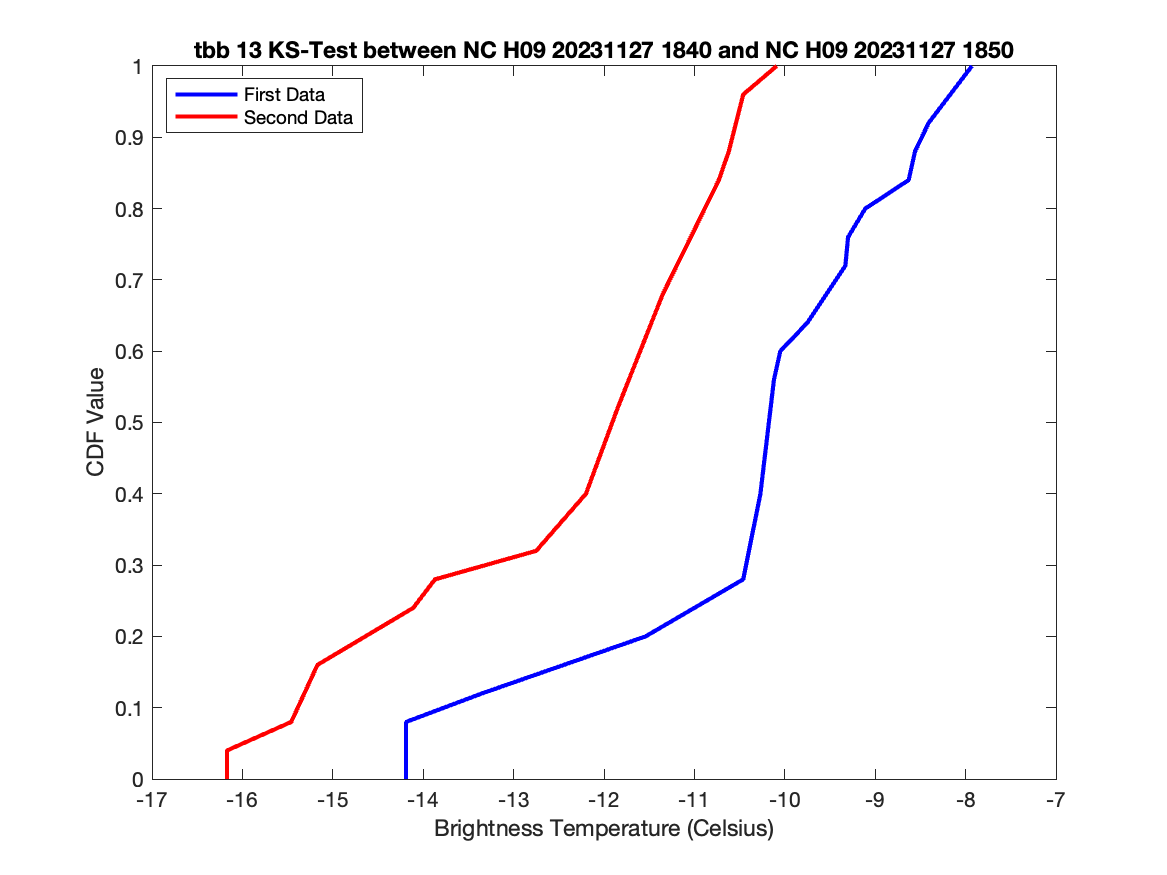 tbb 13 KS-Test between NC H09 20231127 1840 and NC H09 20231127 1850
First Data
Second Data
1
0.9
0.8
0.7
0.6
0.5
0.4
0.3
0.2
0.1
0
CDF Value
-17 -16 -15 -14 -13 -12 -11 -10 -9 -8 -7
Brightness Temperature (Celsius)